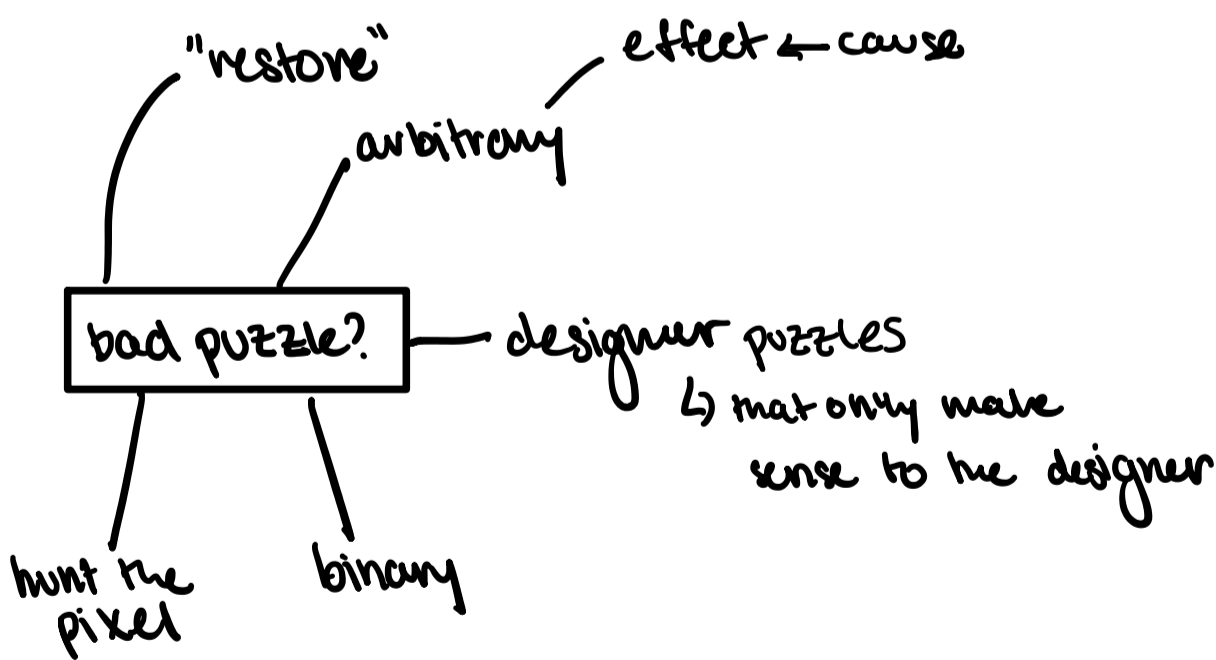 "restore"
effect ← cause
arbitrary
bad puzzle?
designer puzzles
↳ that only make
sense to the designer
hunt the
pixel
binary